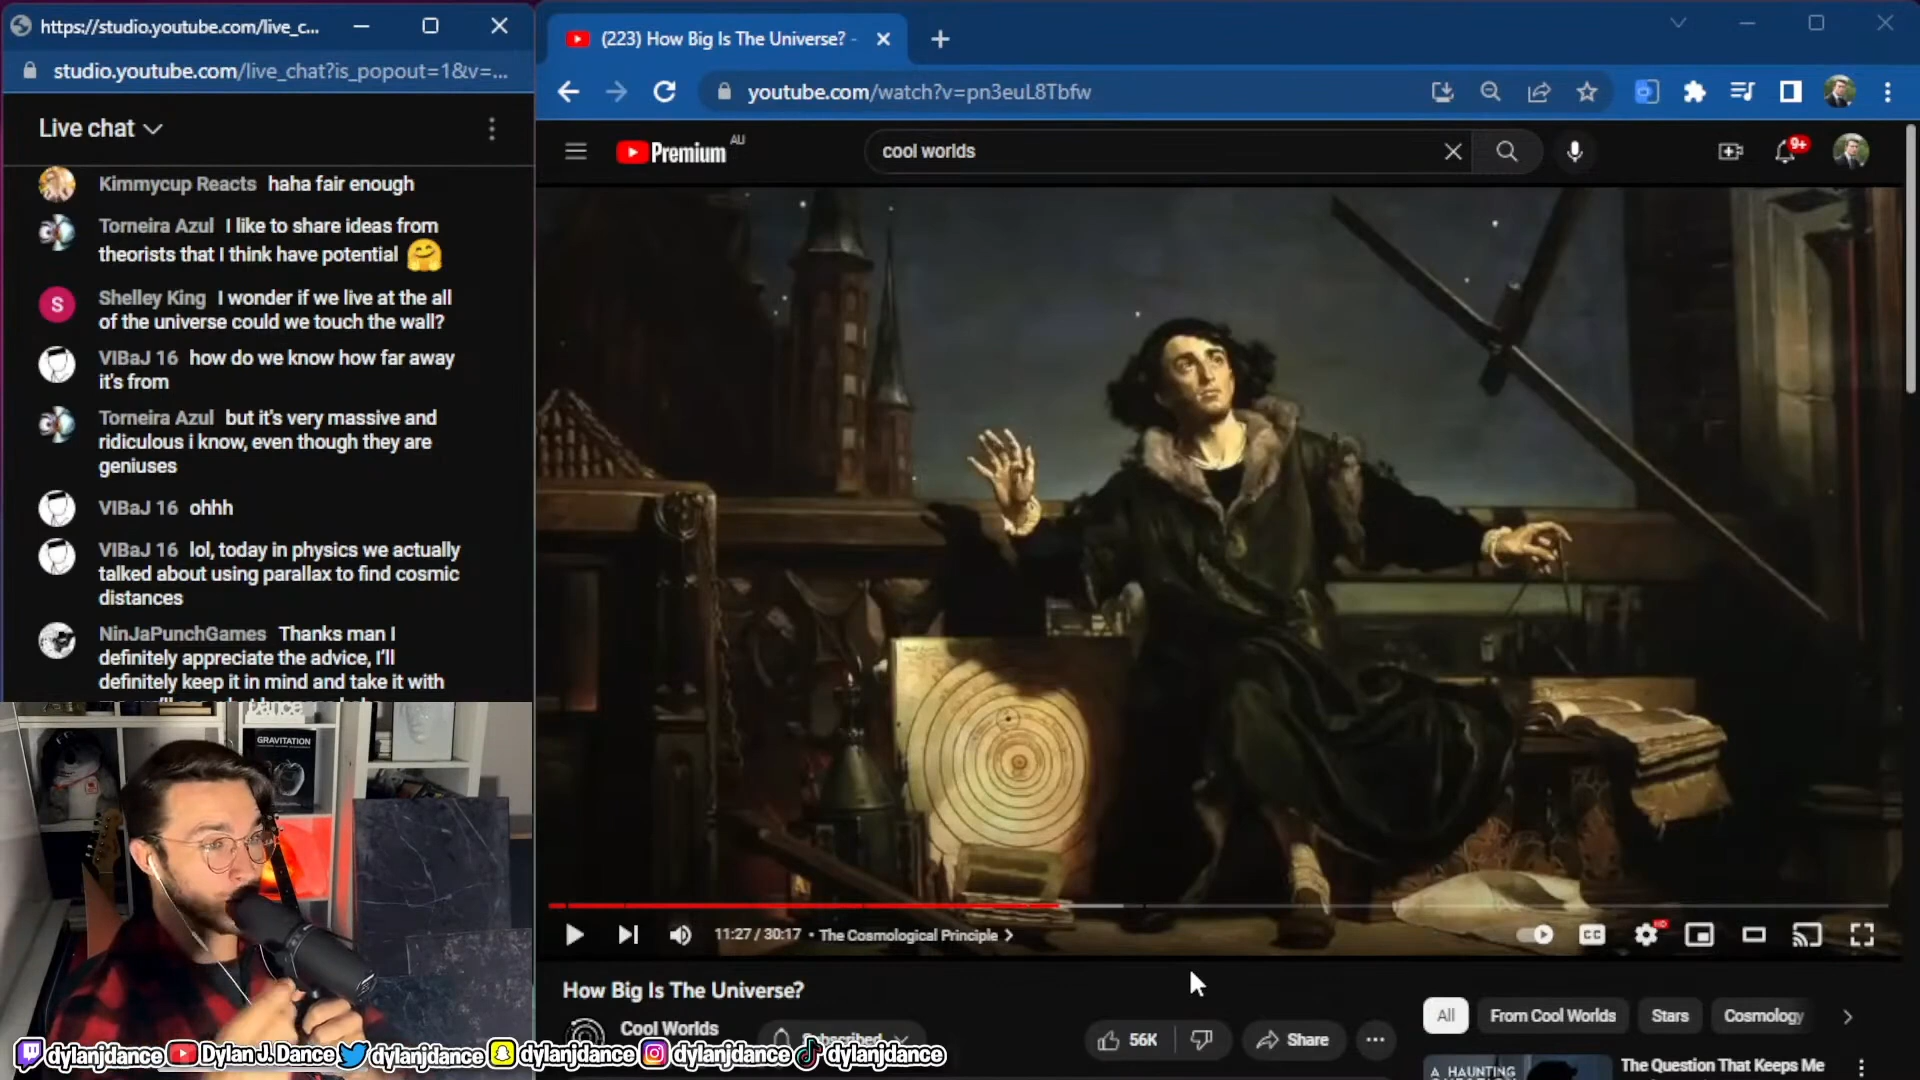 https://studio.youtube.com/live_c...
studio.youtube.com/live_chat?is_popout=1&v=...
Live chat
Kimmycup Reacts haha fair enough
Torneira Azul I like to share ideas from
theorists that I think have potential 🤗
S
Shelley King I wonder if we live at the all
of the universe could we touch the wall?
VIBaJ 16 how do we know how far away
it's from
Torneira Azul but it's very massive and
ridiculous i know, even though they are
geniuses
VIBaJ 16 ohhh
VIBaJ 16 lol, today in physics we actually
talked about using parallax to find cosmic
distances
NinJaPunchGames Thanks man I
definitely appreciate the advice, I'll
definitely keep it in mind and take it with
GRAVITATION
(223) How Big Is The Universe? -
youtube.com/watch?v=pn3euL8Tbfw
Premium AU
cool worlds
9+
11:27 / 30:17 • The Cosmological Principle
CC
HD
How Big Is The Universe?
Cool Worlds
Subscribed
56K
Share
All
From Cool Worlds
Stars
Cosmology
A HAUNTING
The Question That Keeps Me
dylanjdance Dylan J. Dance dylanjdance dylanjdance dylanjdance dylanjdance